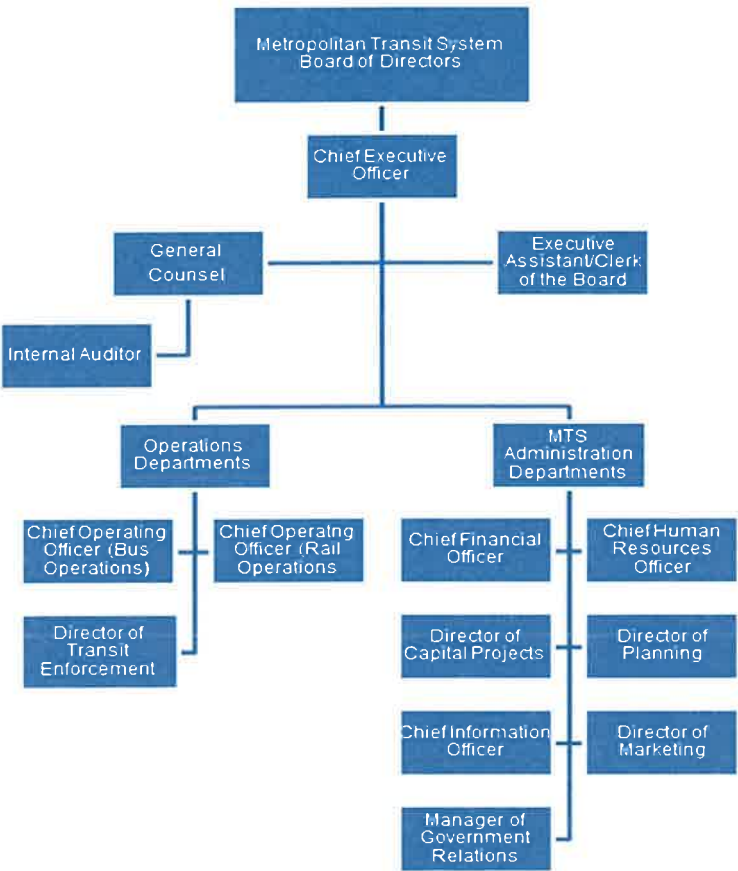 Metropolitan Transit System
Board of Directors
Chief Executive
Officer
General
Counsel
Executive
Assistant/Clerk
of the Board
Internal Auditor
Operations
Departments
MTS
Administration
Departments
Chief Operating
Officer (Bus
Operations)
Chief Operatng
Officer (Rail
Operations
Chief Financial
Officer
Chief Human
Resources
Officer
Director of
Transit
Enforcement
Director of
Capital Projects
Director of
Planning
Chief Information
Officer
Director of
Marketing
Manager of
Government
Relations